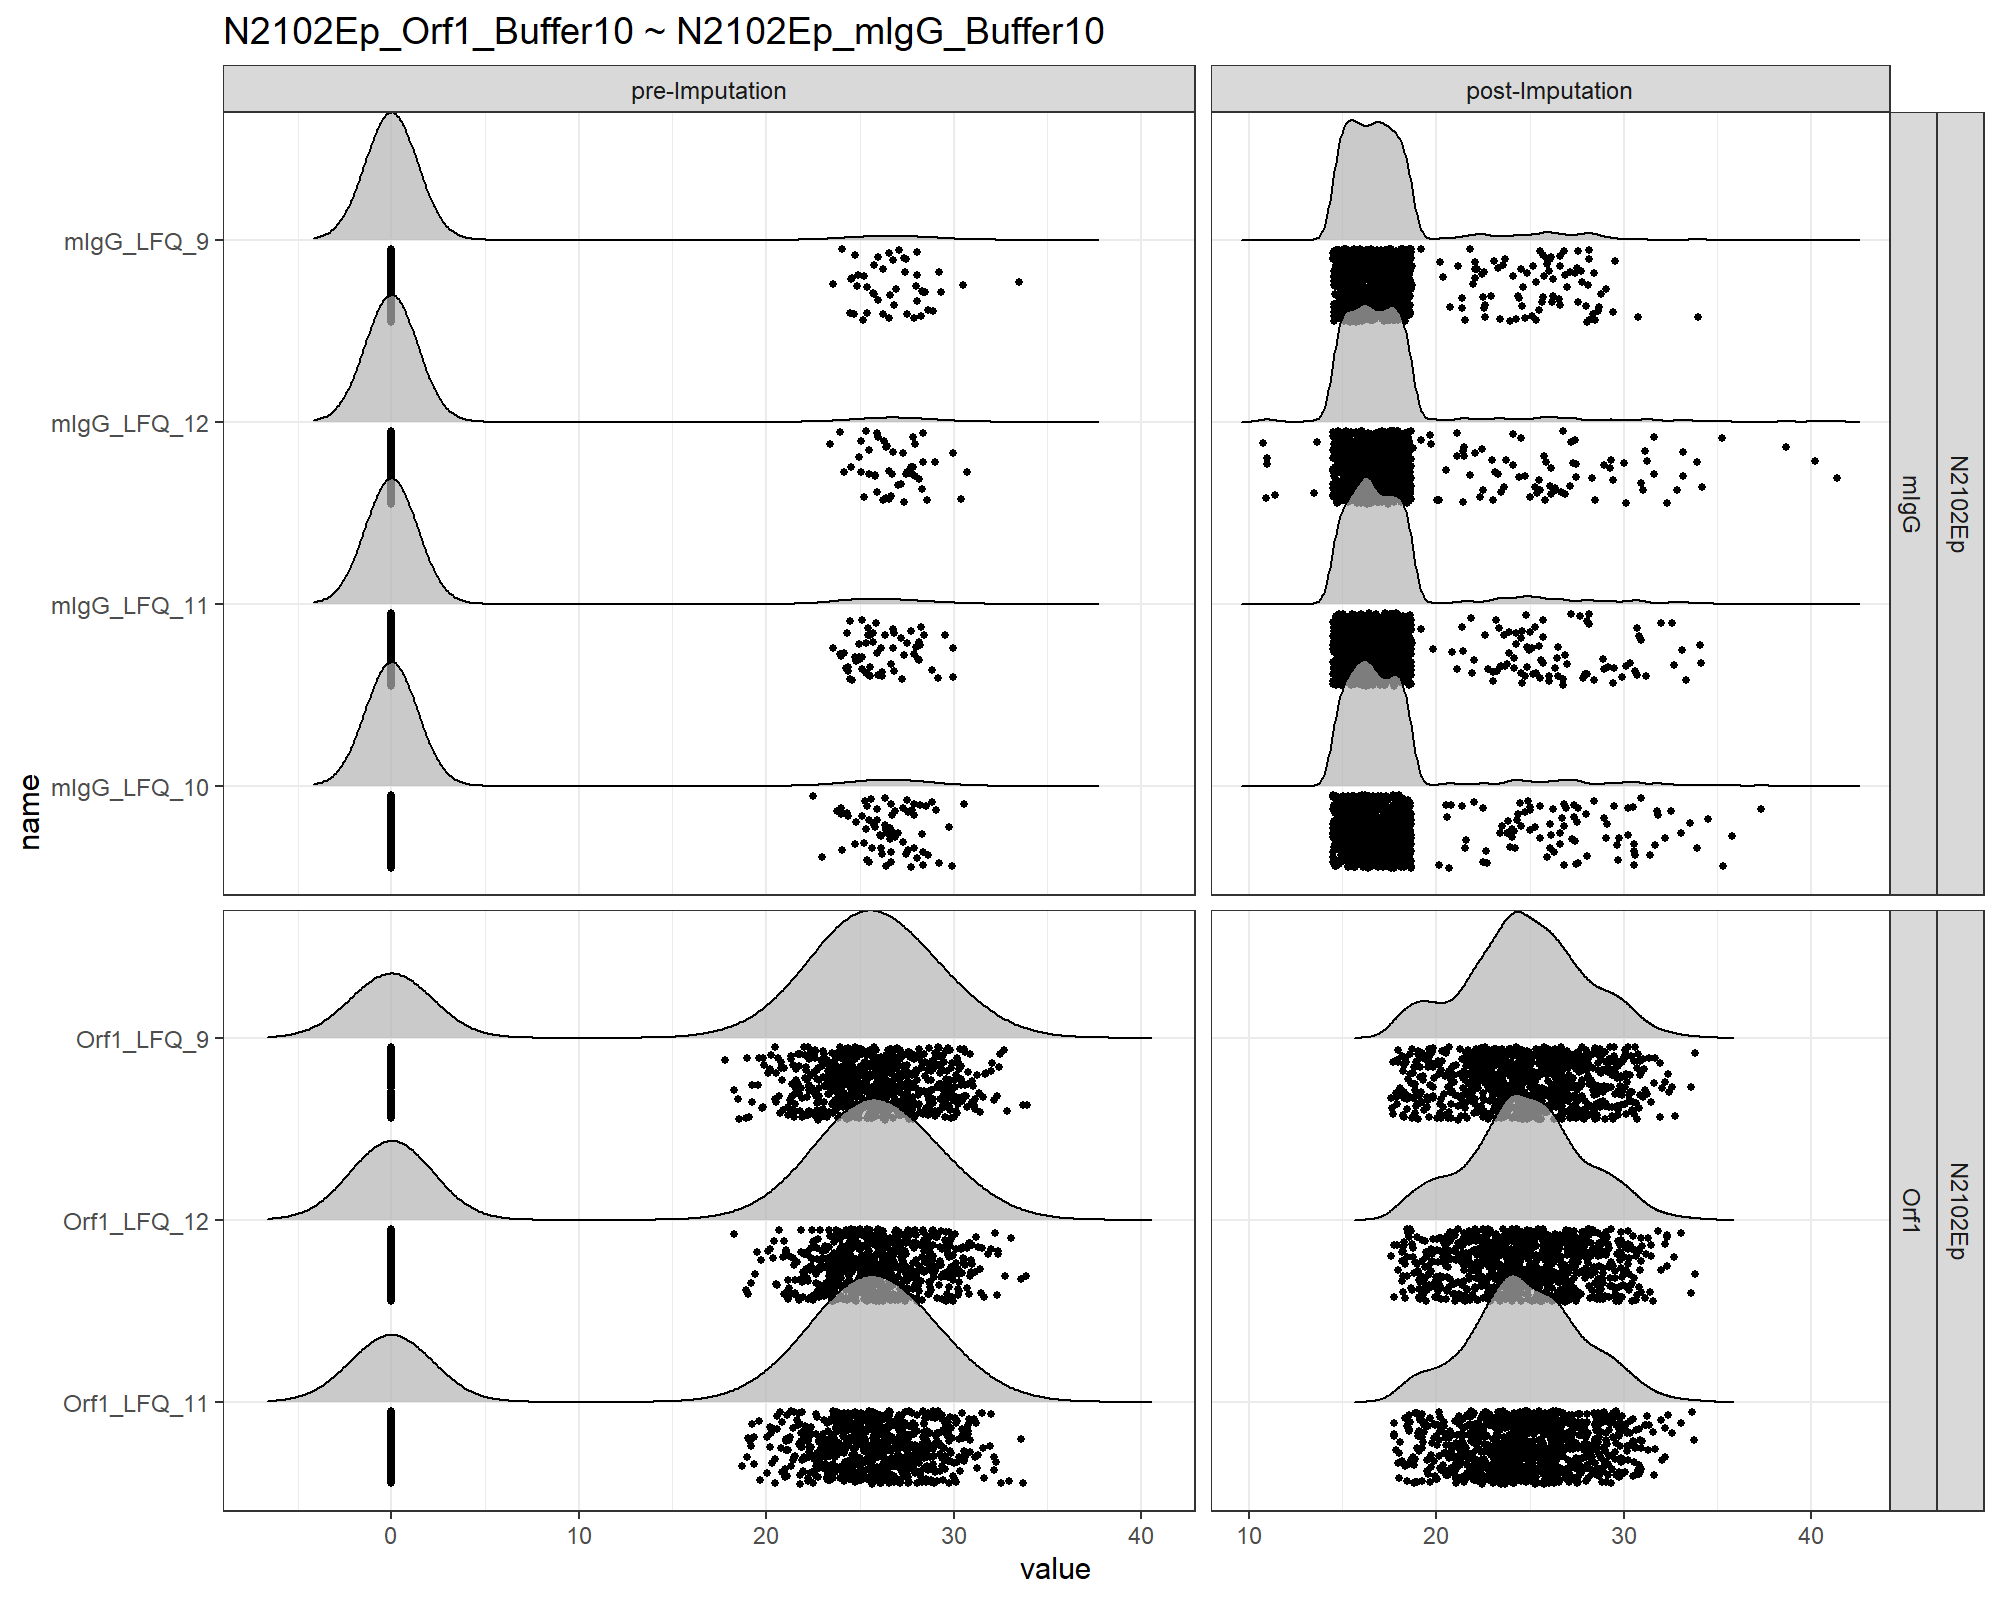 N2102Ep_Orf1_Buffer10 ~ N2102Ep_mIgG_Buffer10
pre-Imputation
post-Imputation
mIgG_LFQ_9
mIgG_LFQ_12
mIgG_LFQ_11
mIgG_LFQ_10
mIgG
N2102Ep
name
Orf1_LFQ_9
Orf1_LFQ_12
Orf1_LFQ_11
Orf1
N2102Ep
0 10 20 30 40
10 20 30 40
value